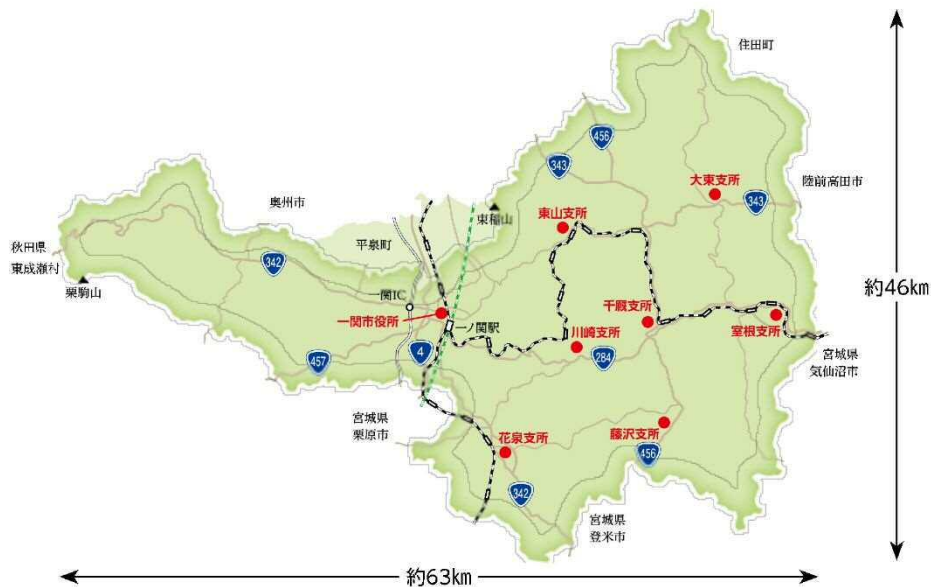 住田町
456
343
大東支所
陸前高田市
343
奥州市
東稲山
東山支所
平泉町
秋田県
東成瀬村
342
栗駒山
一関IC
約46km
一関市役所
一ノ関駅
千厩支所
川崎支所
室根支所
4
457
284
宮城県
気仙沼市
宮城県
栗原市
花泉支所
藤沢支所
456
342
宮城県
登米市
約63km